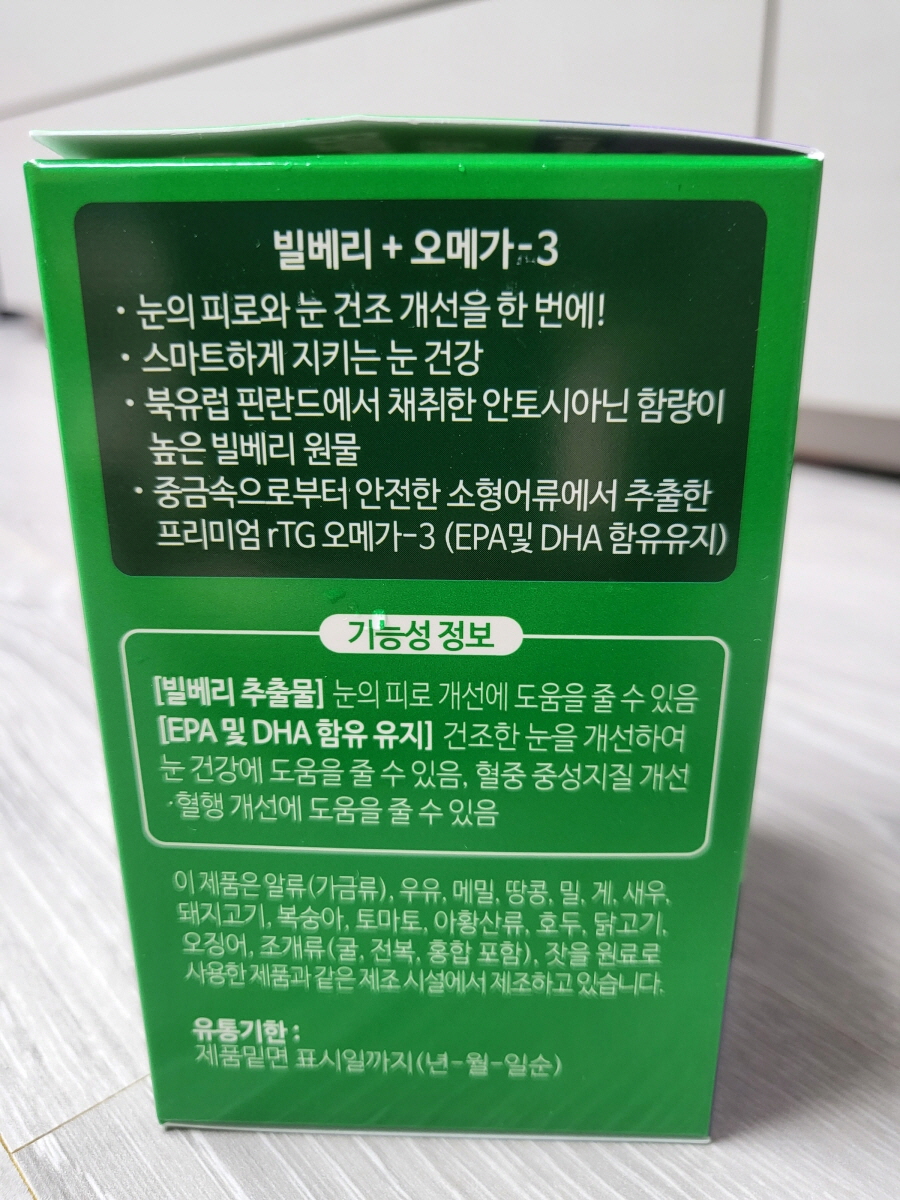 빌베리 + 오메가-3
· 눈의 피로와 눈 건조 개선을 한 번에!
· 스마트하게 지키는 눈 건강
· 북유럽 핀란드에서 채취한 안토시아닌 함량이
높은 빌베리 원물
· 중금속으로부터 안전한 소형어류에서 추출한
프리미엄 rTG 오메가-3 (EPA및 DHA 함유유지)
기능성 정보
[빌베리 추출물] 눈의 피로 개선에 도움을 줄 수 있음
[EPA 및 DHA 함유 유지] 건조한 눈을 개선하여
눈 건강에 도움을 줄 수 있음, 혈중 중성지질 개선
·혈행 개선에 도움을 줄 수 있음
이 제품은 알류(가금류), 우유, 메밀, 땅콩, 밀, 게, 새우,
돼지고기, 복숭아, 토마토, 아황산류, 호두, 닭고기,
오징어, 조개류(굴, 전복, 홍합 포함), 잣을 원료로
사용한 제품과 같은 제조 시설에서 제조하고 있습니다.
유통기한 :
제품밑면 표시일까지(년-월-일순)